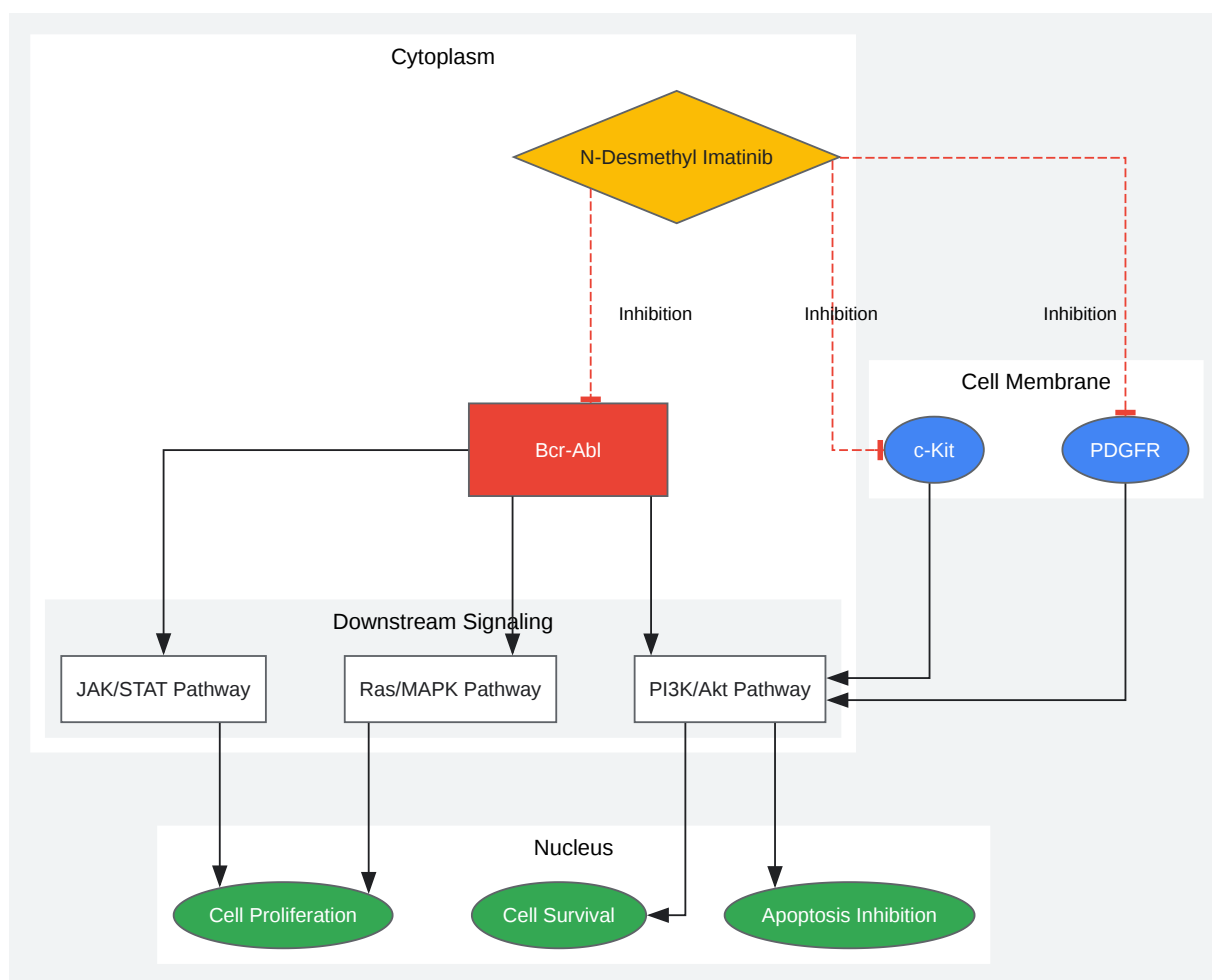 Cytoplasm
N-Desmethyl Imatinib
Inhibition
Inhibition
Inhibition
Cell Membrane
Bcr-Abl
c-Kit
PDGFR
Downstream Signaling
JAK/STAT Pathway
Ras/MAPK Pathway
PI3K/Akt Pathway
Nucleus
Cell Proliferation
Cell Survival
Apoptosis Inhibition